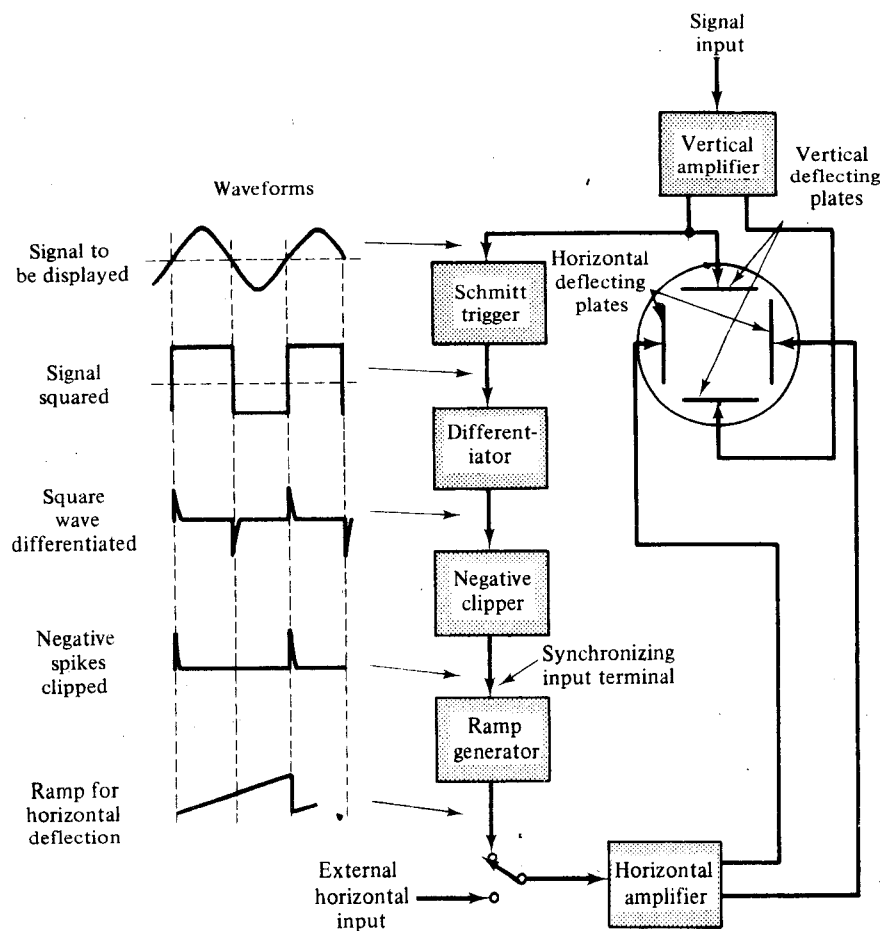 Signal
input
Vertical
amplifier
Vertical
deflecting
plates
Waveforms
Signal to
be displayed
Schmitt
trigger
Horizontal
deflecting
plates
Signal
squared
Different-
iator
Square
wave
differentiated
Negative
clipper
Negative
spikes
clipped
Synchronizing
input terminal
Ramp
generator
Ramp for
horizontal
deflection
External
horizontal
input
Horizontal
amplifier